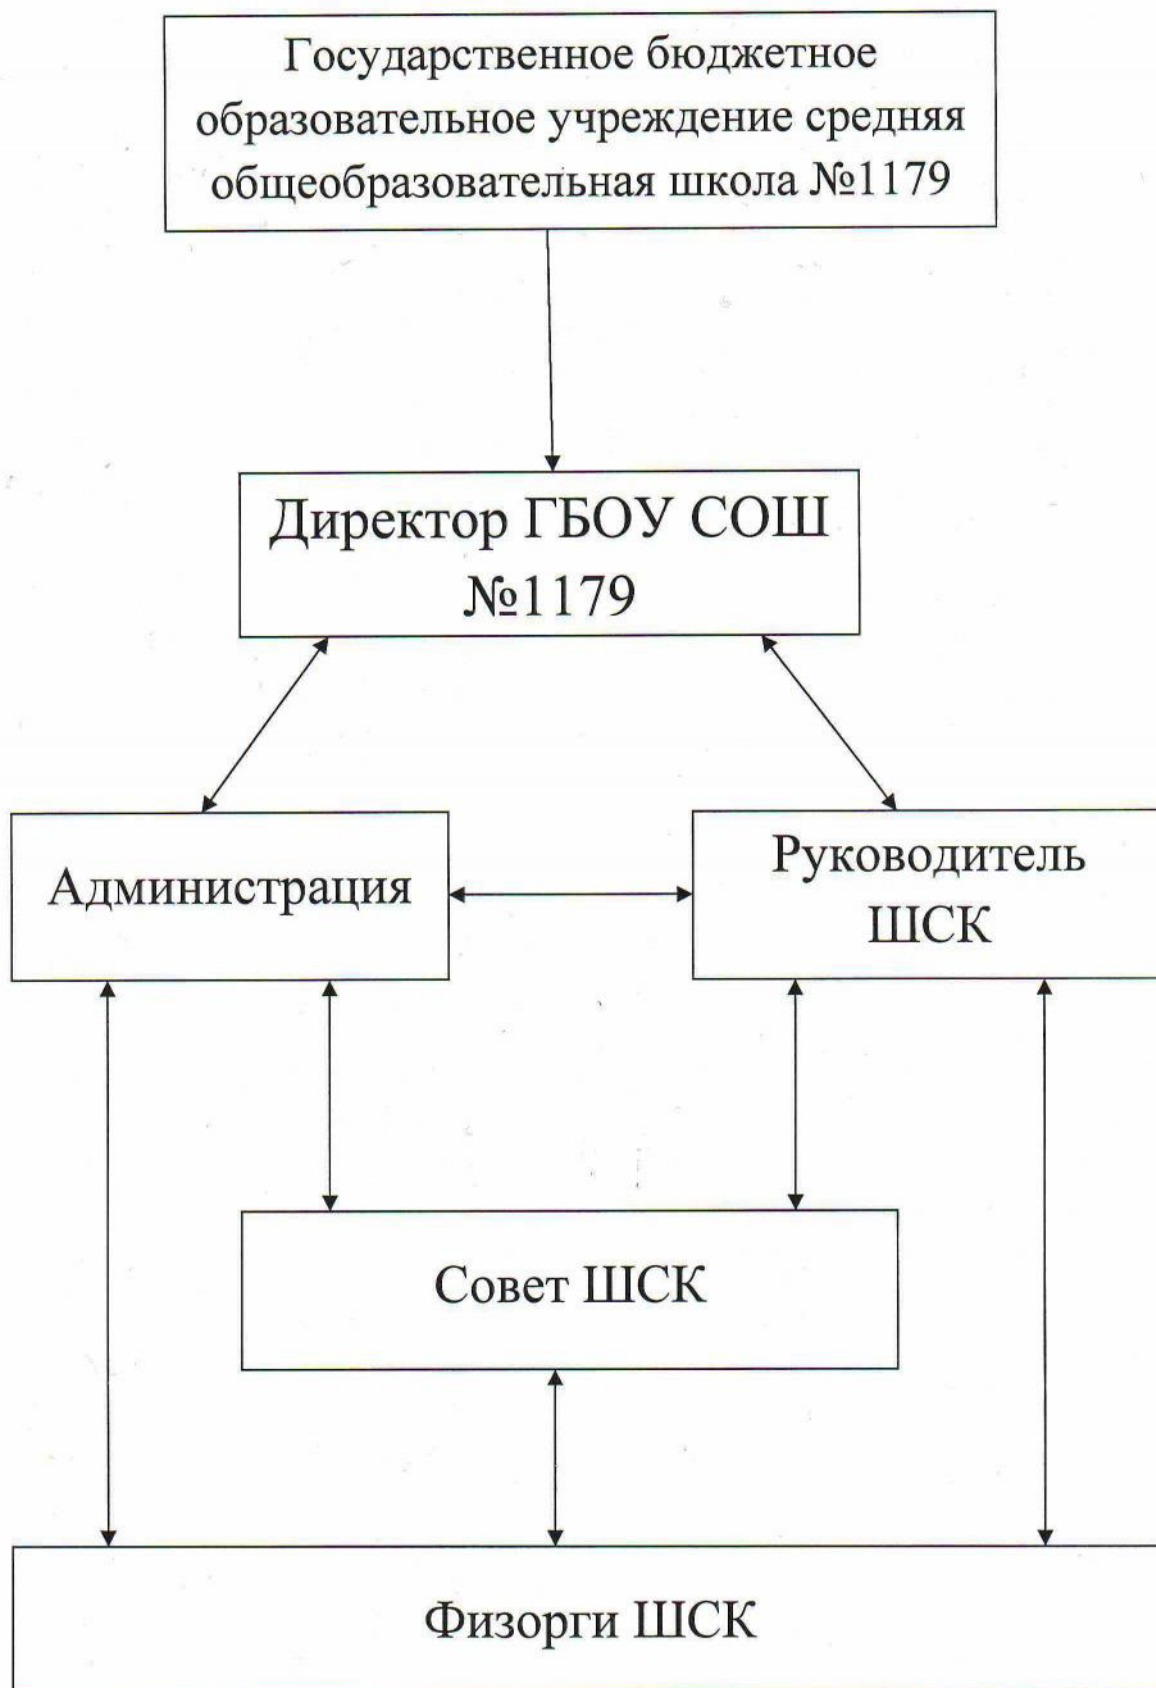 Государственное бюджетное
образовательное учреждение средняя
общеобразовательная школа №1179
Директор ГБОУ СОШ
№1179
Администрация
Руководитель
ШСК
Совет ШСК
Физорги ШСК